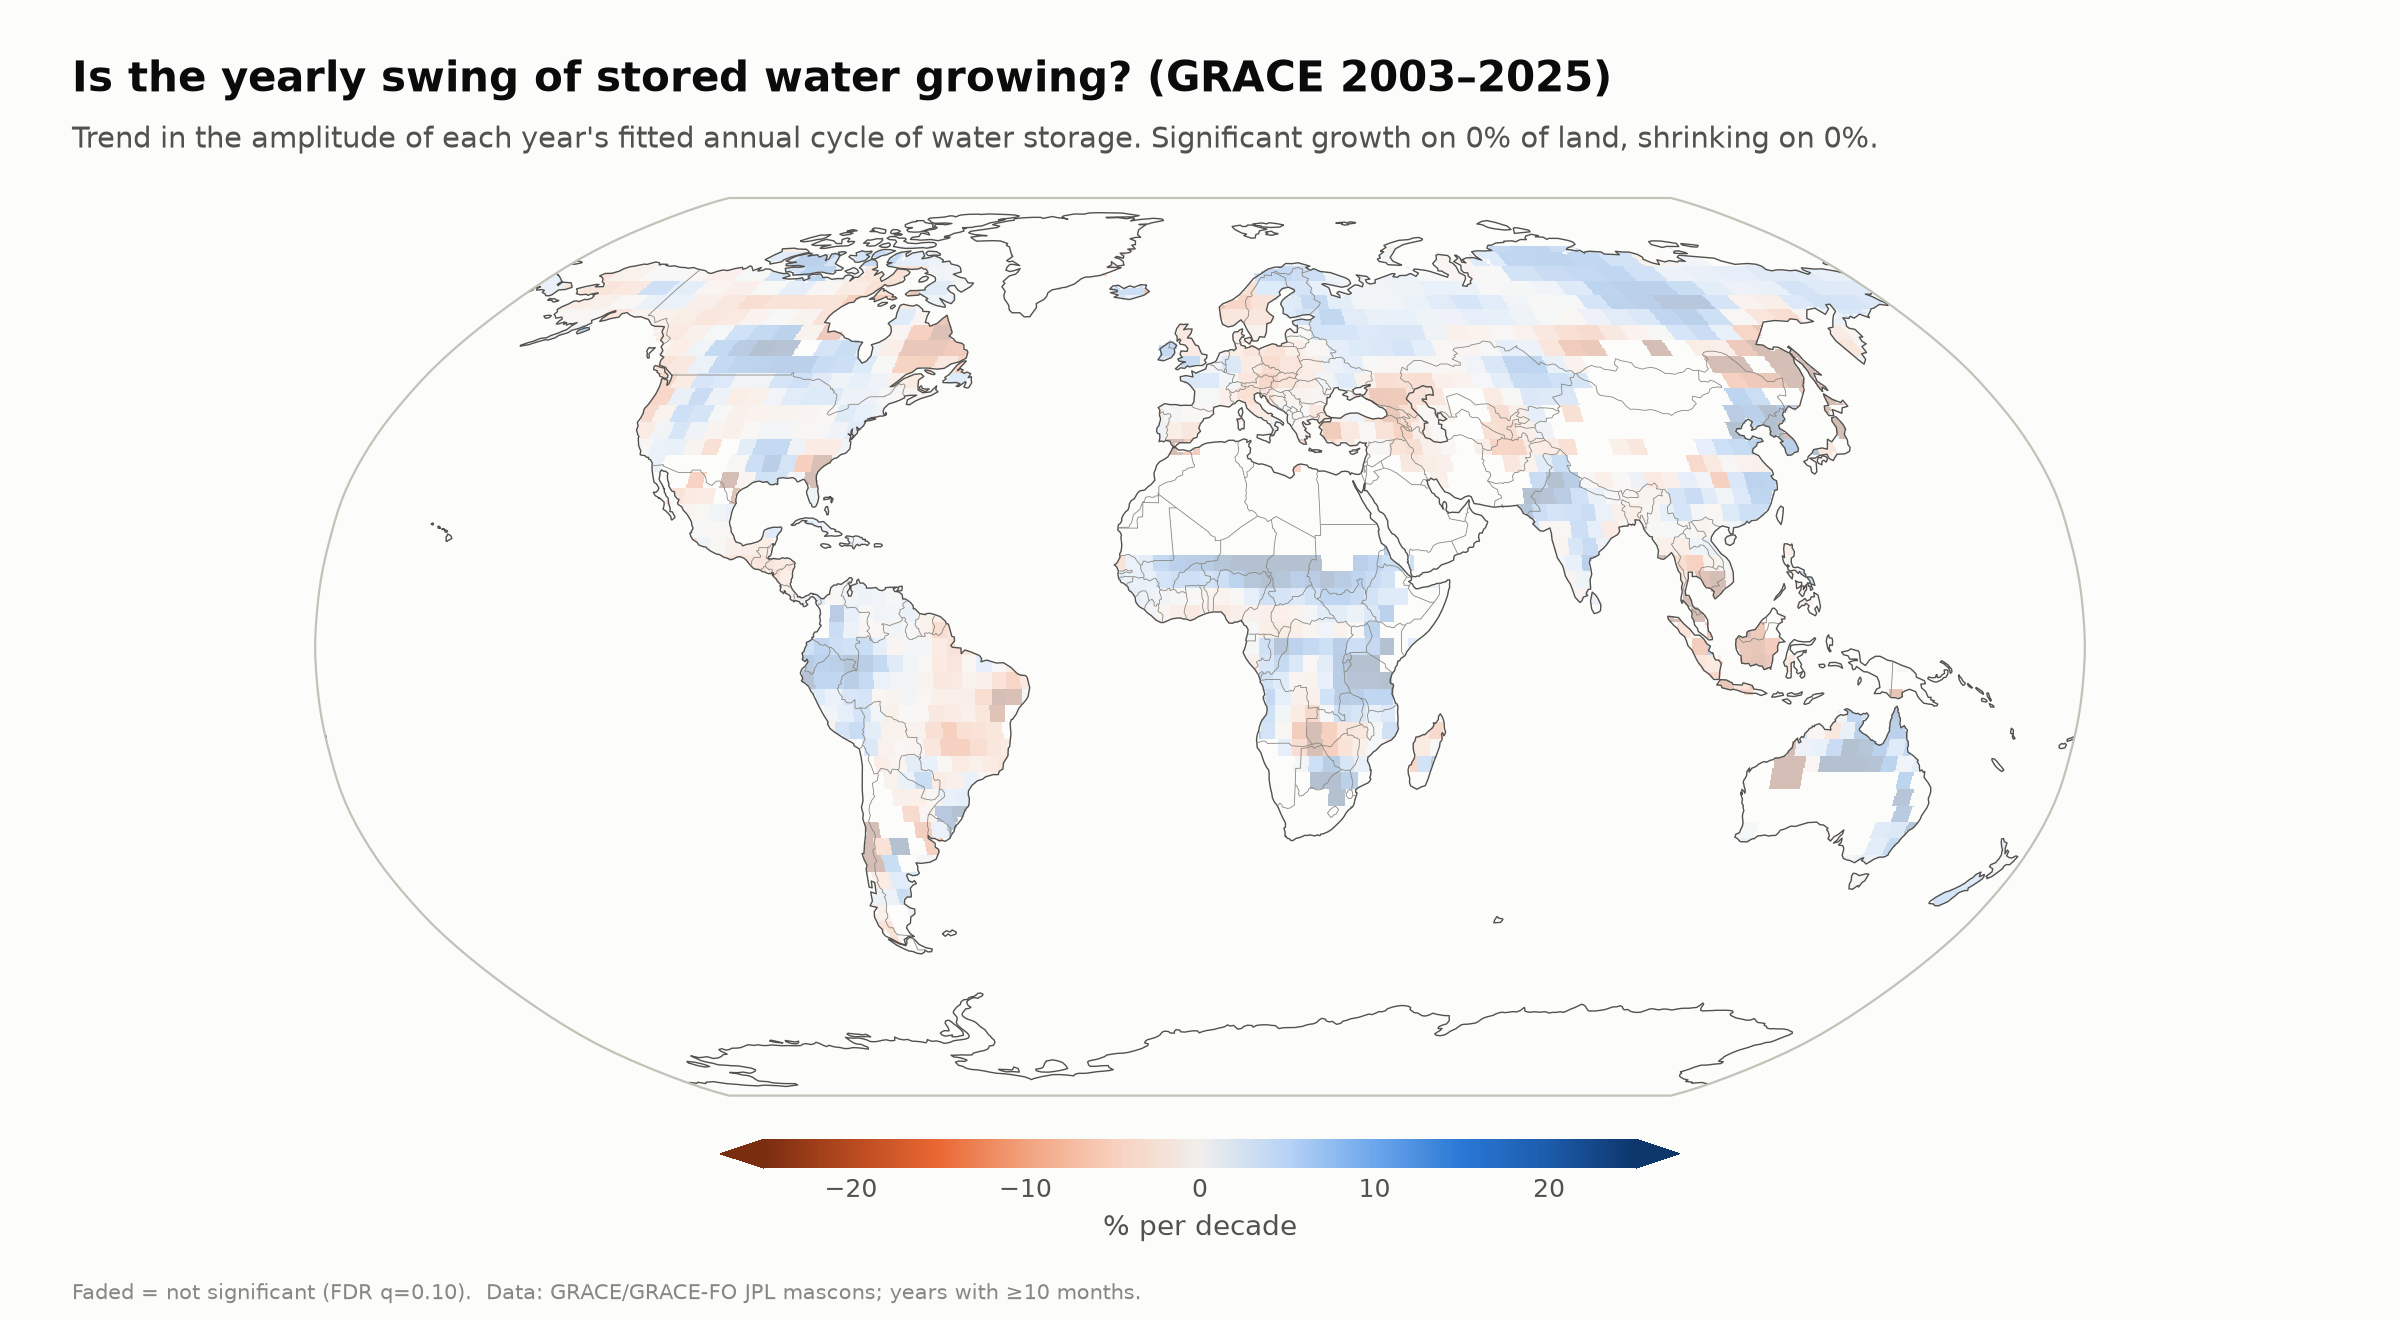 Is the yearly swing of stored water growing? (GRACE 2003–2025)
Trend in the amplitude of each year's fitted annual cycle of water storage. Significant growth on 0% of land, shrinking on 0%.
−20 −10 0 10 20
% per decade
Faded = not significant (FDR q=0.10).  Data: GRACE/GRACE-FO JPL mascons; years with ≥10 months.